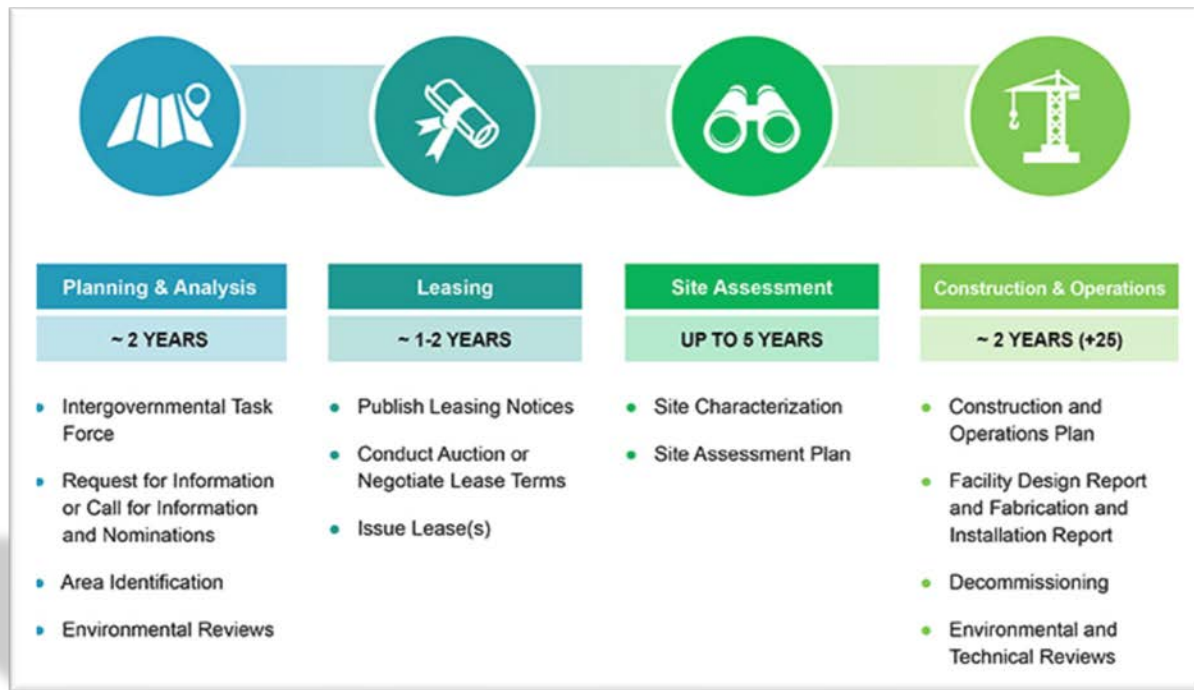 Planning & Analysis
~ 2 YEARS
Intergovernmental Task
Force
Request for Information
or Call for Information
and Nominations
Area Identification
Environmental Reviews
Leasing
~ 1-2 YEARS
Publish Leasing Notices
Conduct Auction or
Negotiate Lease Terms
Issue Lease(s)
Site Assessment
UP TO 5 YEARS
Site Characterization
Site Assessment Plan
Construction & Operations
~ 2 YEARS (+25)
Construction and
Operations Plan
Facility Design Report
and Fabrication and
Installation Report
Decommissioning
Environmental and
Technical Reviews